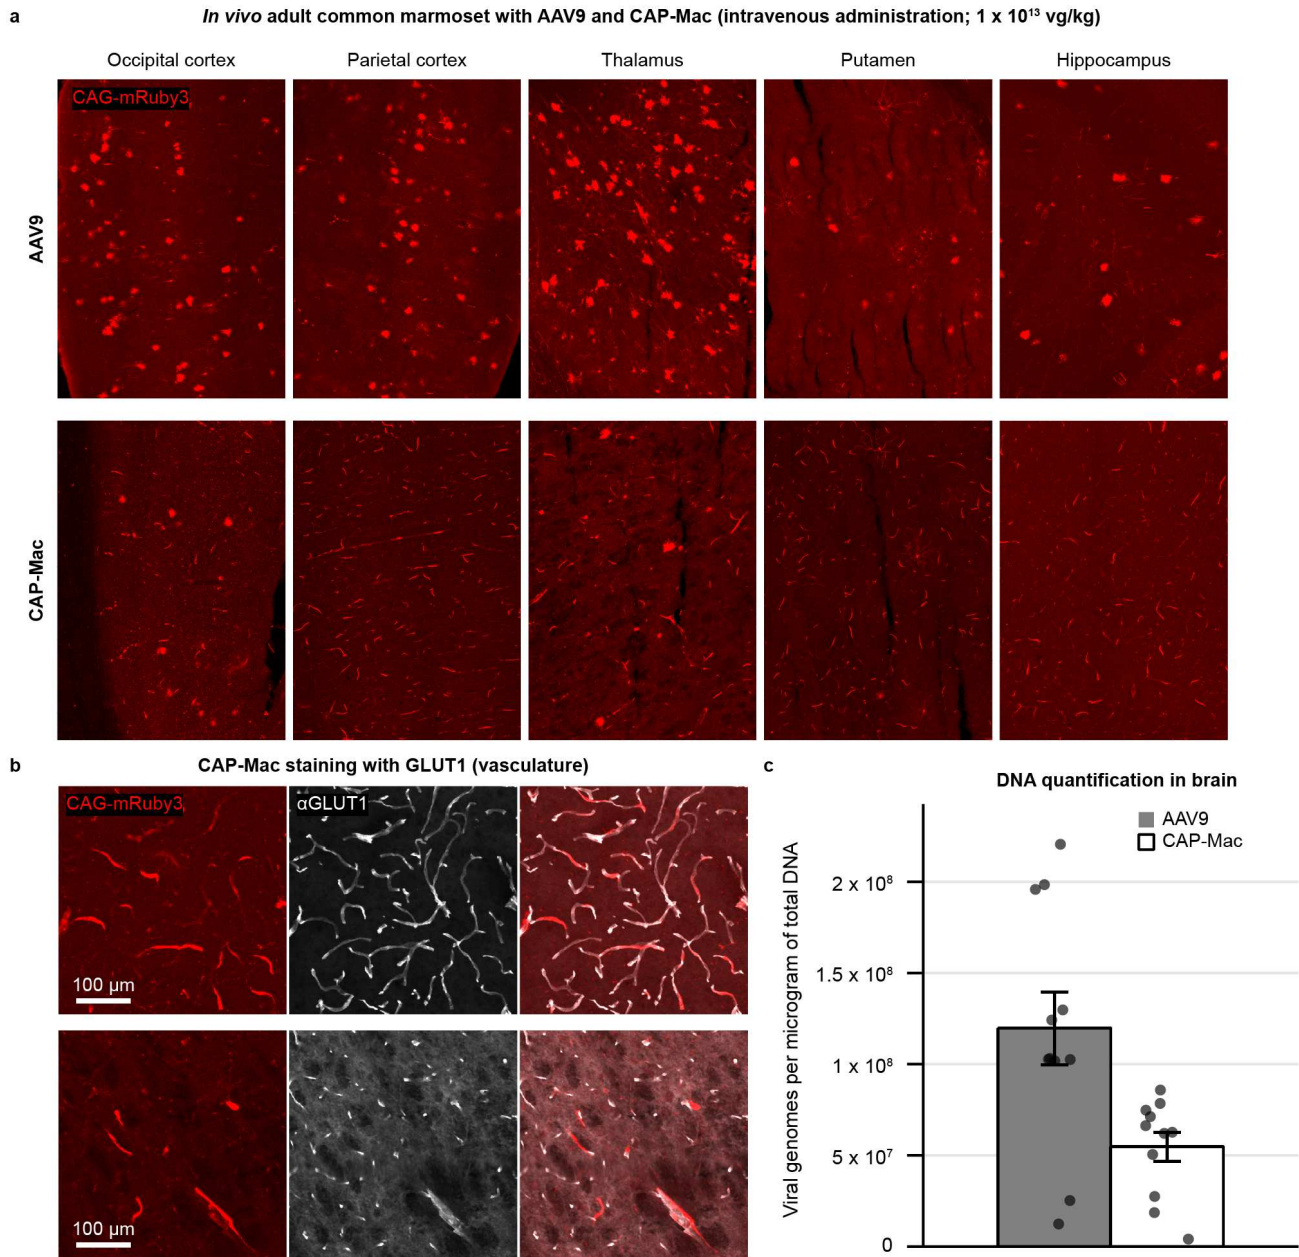 a
In vivo adult common marmoset with AAV9 and CAP-Mac (intravenous administration; 1 x 10¹³ vg/kg)
Occipital cortex
Parietal cortex
Thalamus
Putamen
Hippocampus
CAG-mRuby3
AAV9
CAP-Mac
b
CAP-Mac staining with GLUT1 (vasculature)
CAG-mRuby3
αGLUT1
100 µm
100 µm
c
DNA quantification in brain
AAV9
CAP-Mac
Viral genomes per microgram of total DNA
2 x 10⁸
1.5 x 10⁸
1 x 10⁸
5 x 10⁷
0